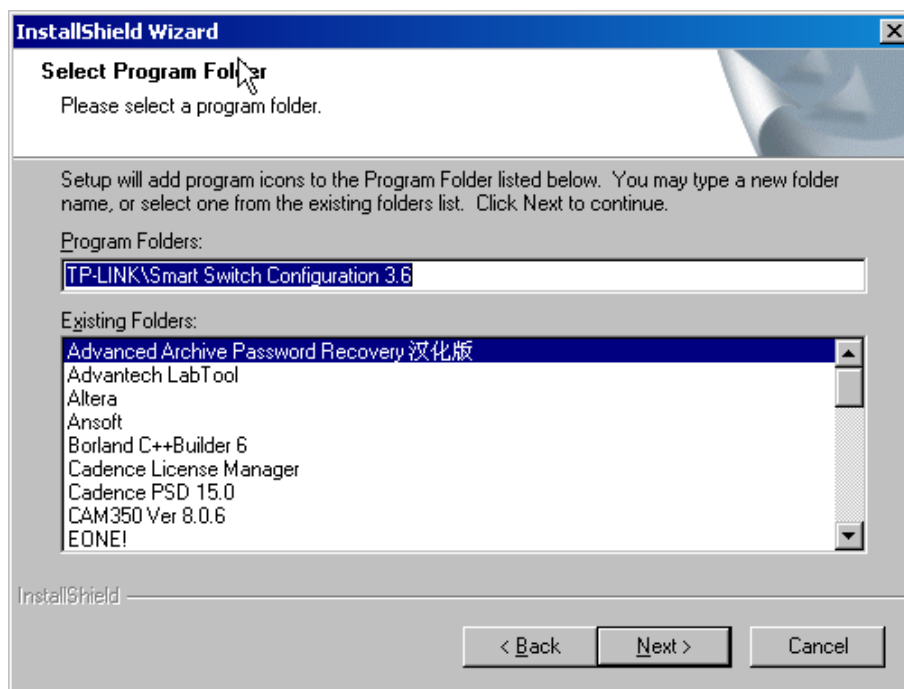 InstallShield Wizard
Select Program Folder
Please select a program folder.
Setup will add program icons to the Program Folder listed below.  You may type a new folder
name, or select one from the existing folders list.  Click Next to continue.
Program Folders:
TP-LINK\Smart Switch Configuration 3.6
Existing Folders:
Advanced Archive Password Recovery 汉化版
Advantech LabTool
Altera
Ansoft
Borland C++Builder 6
Cadence License Manager
Cadence PSD 15.0
CAM350 Ver 8.0.6
EONE!
InstallShield
< Back
Next >
Cancel